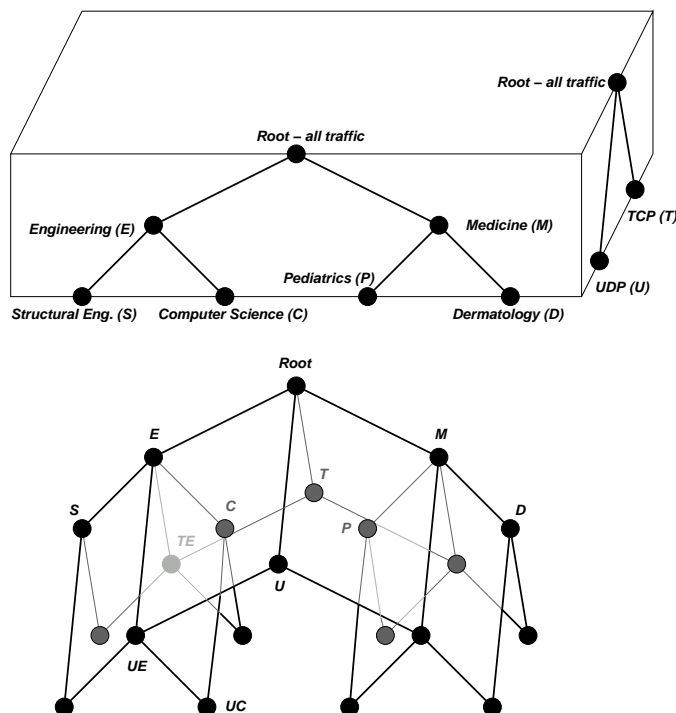 Root – all traffic
Root – all traffic
Engineering (E)
Medicine (M)
TCP (T)
Pediatrics (P)
UDP (U)
Structural Eng. (S)
Computer Science (C)
Dermatology (D)
Root
E
M
T
S
C
P
D
TE
U
UE
UC